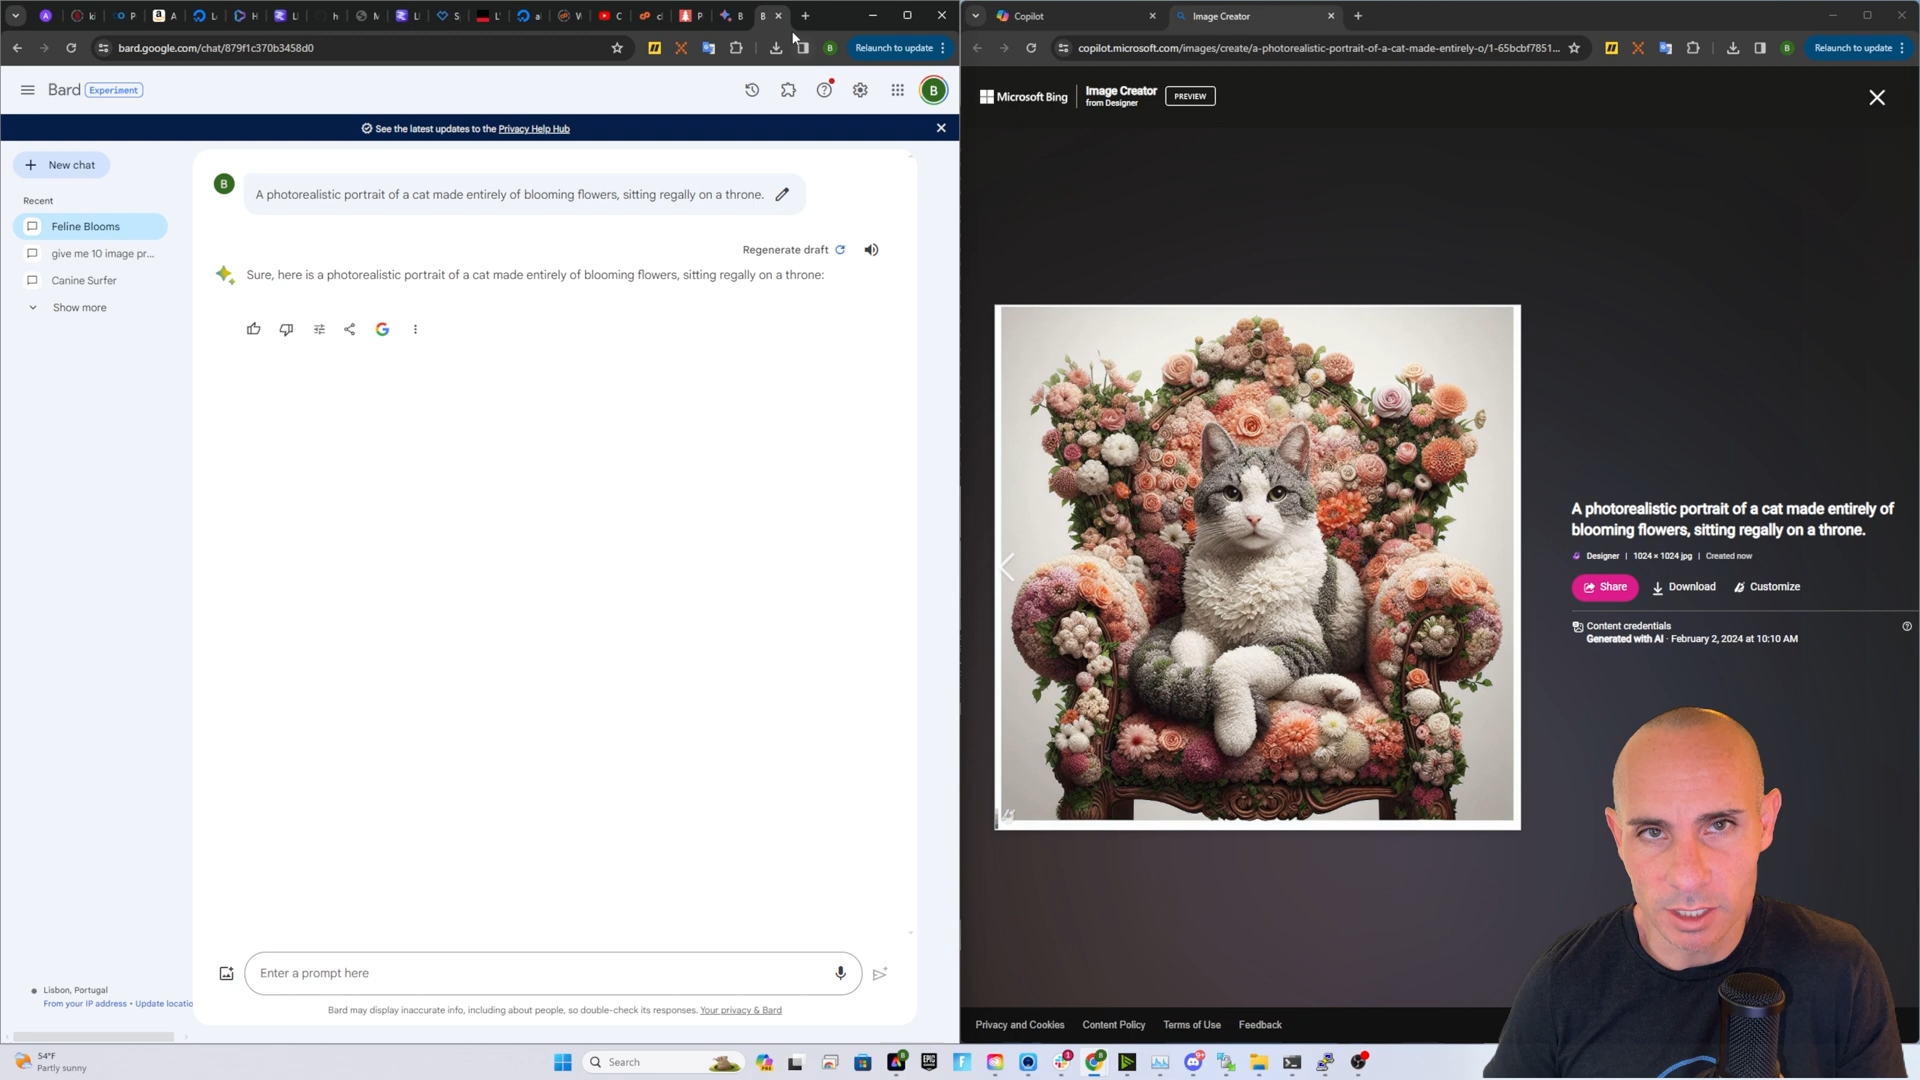 bard.google.com/chat/879f1c370b3458d0
Relaunch to update
Copilot
Image Creator
copilot.microsoft.com/images/create/a-photorealistic-portrait-of-a-cat-made-entirely-o/1-65bcbf7851...
Relaunch to update
Bard
Experiment
Microsoft Bing
Image Creator
from Designer
PREVIEW
See the latest updates to the Privacy Help Hub
New chat
Recent
Feline Blooms
give me 10 image pr...
Canine Surfer
Show more
B
A photorealistic portrait of a cat made entirely of blooming flowers, sitting regally on a throne.
Regenerate draft
Sure, here is a photorealistic portrait of a cat made entirely of blooming flowers, sitting regally on a throne:
A photorealistic portrait of a cat made entirely of
blooming flowers, sitting regally on a throne.
Designer | 1024 × 1024 jpg | Created now
Share
Download
Customize
Content credentials
Generated with AI · February 2, 2024 at 10:10 AM
Enter a prompt here
Lisbon, Portugal
From your IP address • Update locatio
Bard may display inaccurate info, including about people, so double-check its responses. Your privacy & Bard
Privacy and Cookies
Content Policy
Terms of Use
Feedback
54°F
Partly sunny
Search